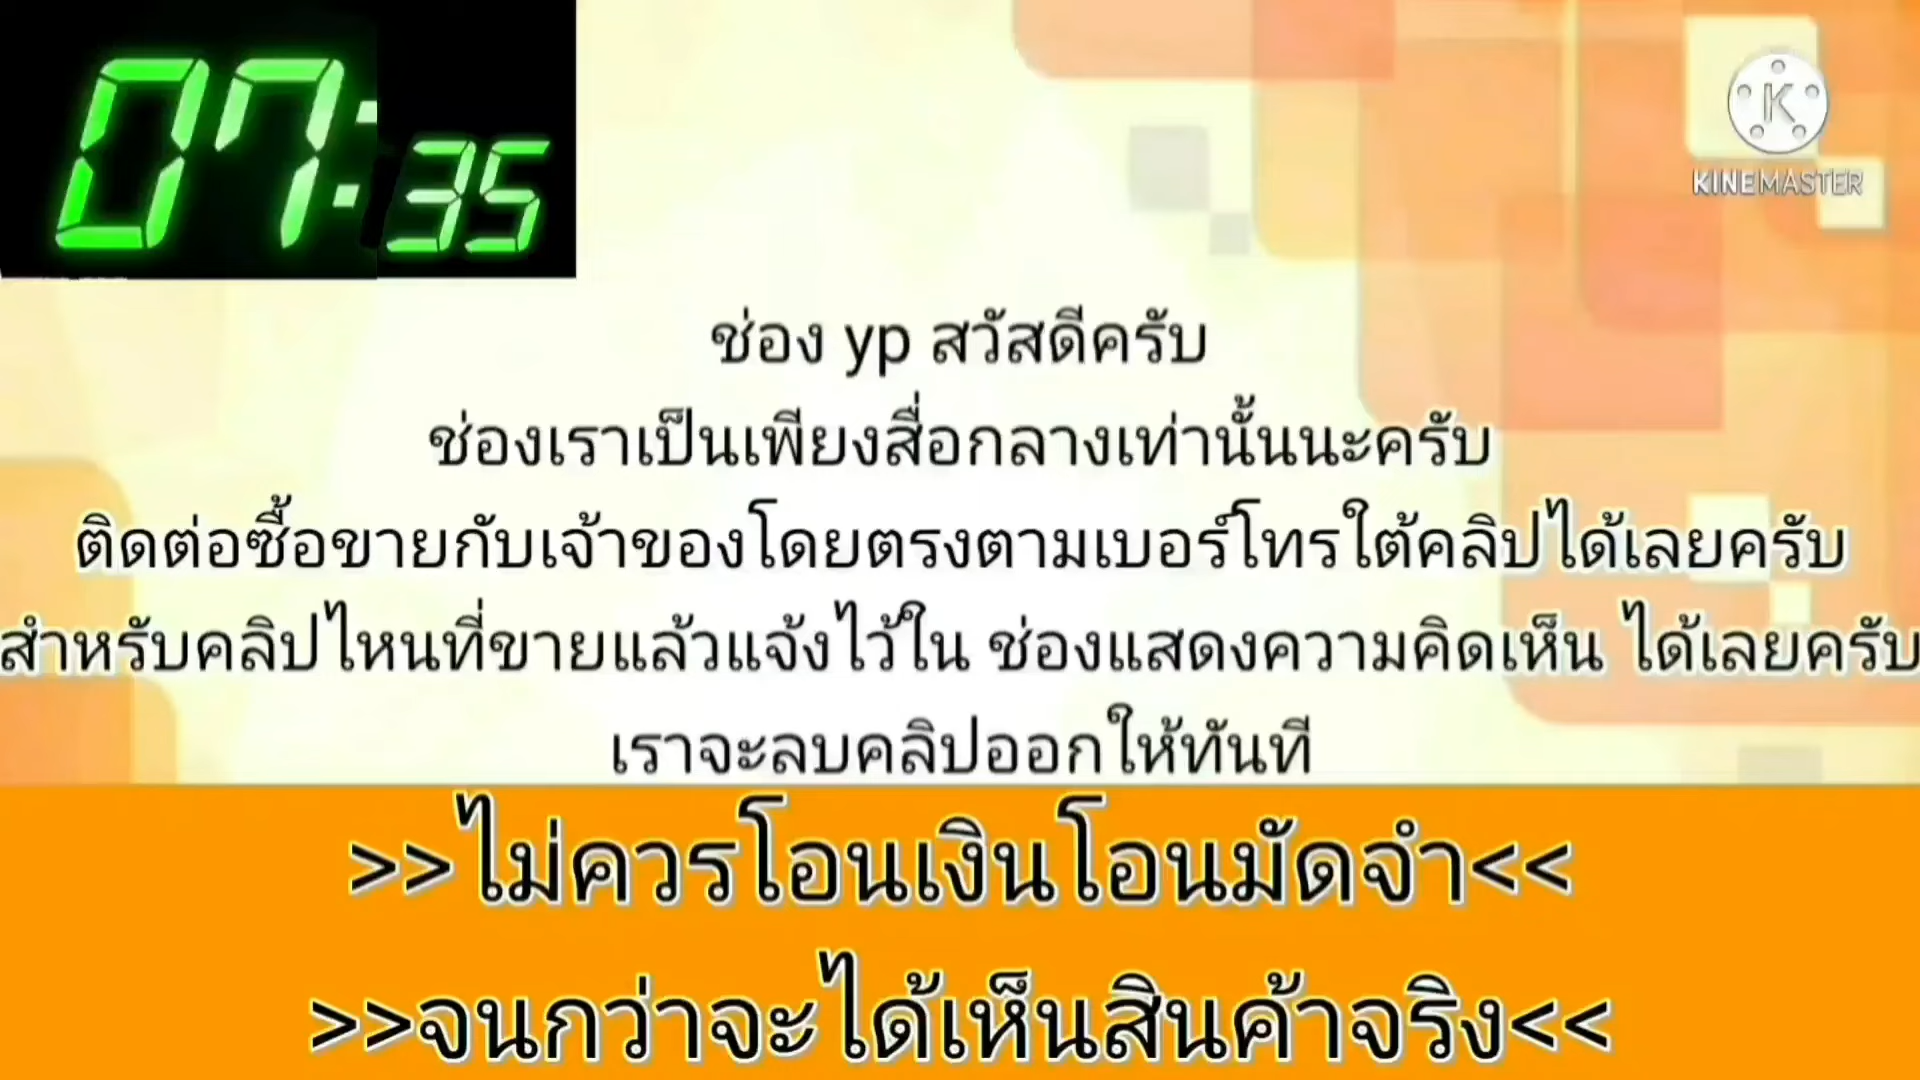 07:35
KINEMASTER
ช่อง yp สวัสดีครับ
ช่องเราเป็นเพียงสื่อกลางเท่านั้นนะครับ
ติดต่อซื้อขายกับเจ้าของโดยตรงตามเบอร์โทรใต้คลิปได้เลยครับ
สำหรับคลิปไหนที่ขายแล้วแจ้งไว้ใน ช่องแสดงความคิดเห็น ได้เลยครับ
เราจะลบคลิปออกให้ทันที
>>ไม่ควรโอนเงินโอนมัดจำ<<
>>จนกว่าจะได้เห็นสินค้าจริง<<